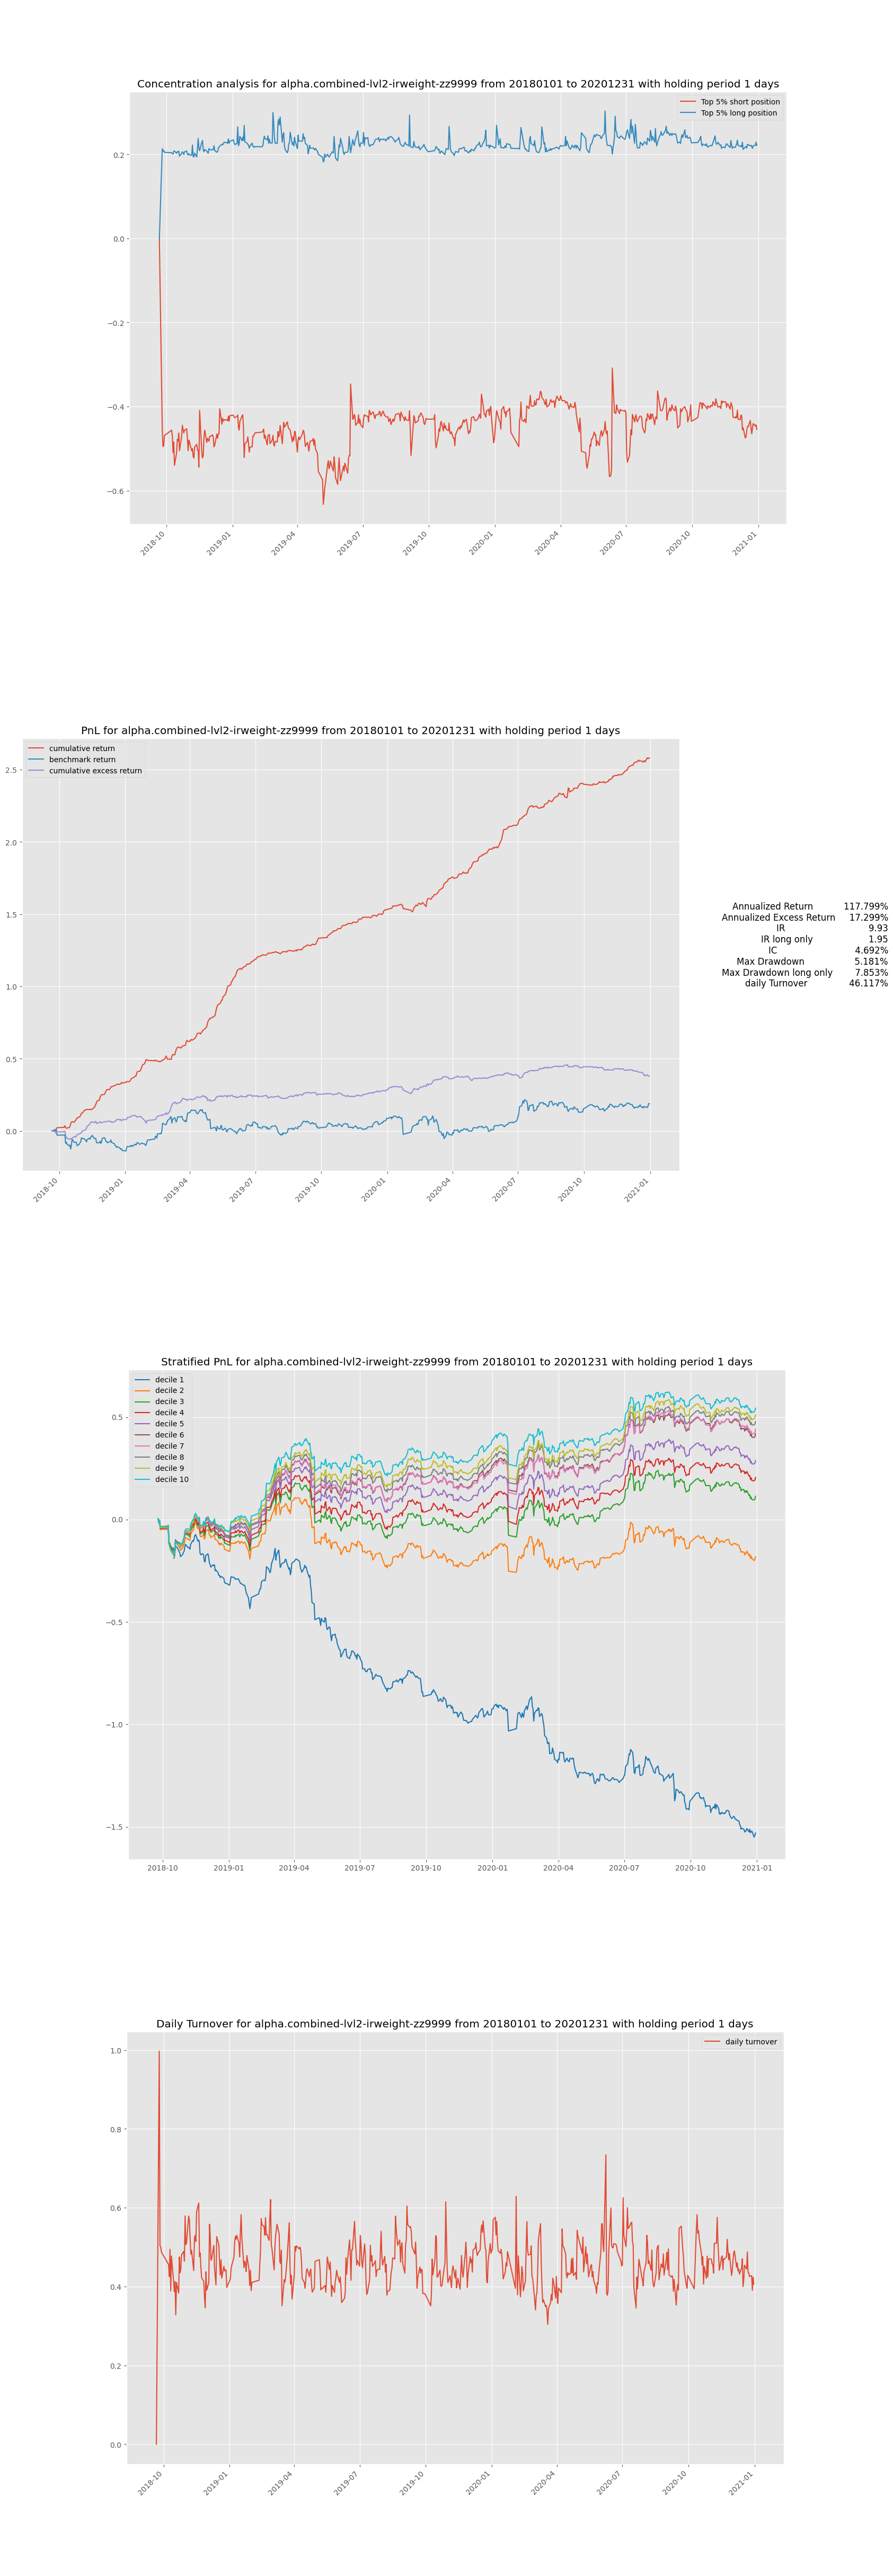 Concentration analysis for alpha.combined-lvl2-irweight-zz9999 from 20180101 to 20201231 with holding period 1 days
Top 5% short position
Top 5% long position
0.2
0.0
−0.2
−0.4
−0.6
2018-10
2019-01
2019-04
2019-07
2019-10
2020-01
2020-04
2020-07
2020-10
2021-01
PnL for alpha.combined-lvl2-irweight-zz9999 from 20180101 to 20201231 with holding period 1 days
cumulative return
benchmark return
cumulative excess return
2.5
2.0
1.5
1.0
0.5
0.0
2018-10
2019-01
2019-04
2019-07
2019-10
2020-01
2020-04
2020-07
2020-10
2021-01
Annualized Return 117.799%
Annualized Excess Return 17.299%
IR 9.93
IR long only 1.95
IC 4.692%
Max Drawdown 5.181%
Max Drawdown long only 7.853%
daily Turnover 46.117%
Stratified PnL for alpha.combined-lvl2-irweight-zz9999 from 20180101 to 20201231 with holding period 1 days
decile 1
decile 2
decile 3
decile 4
decile 5
decile 6
decile 7
decile 8
decile 9
decile 10
0.5
0.0
−0.5
−1.0
−1.5
2018-10
2019-01
2019-04
2019-07
2019-10
2020-01
2020-04
2020-07
2020-10
2021-01
Daily Turnover for alpha.combined-lvl2-irweight-zz9999 from 20180101 to 20201231 with holding period 1 days
daily turnover
1.0
0.8
0.6
0.4
0.2
0.0
2018-10
2019-01
2019-04
2019-07
2019-10
2020-01
2020-04
2020-07
2020-10
2021-01